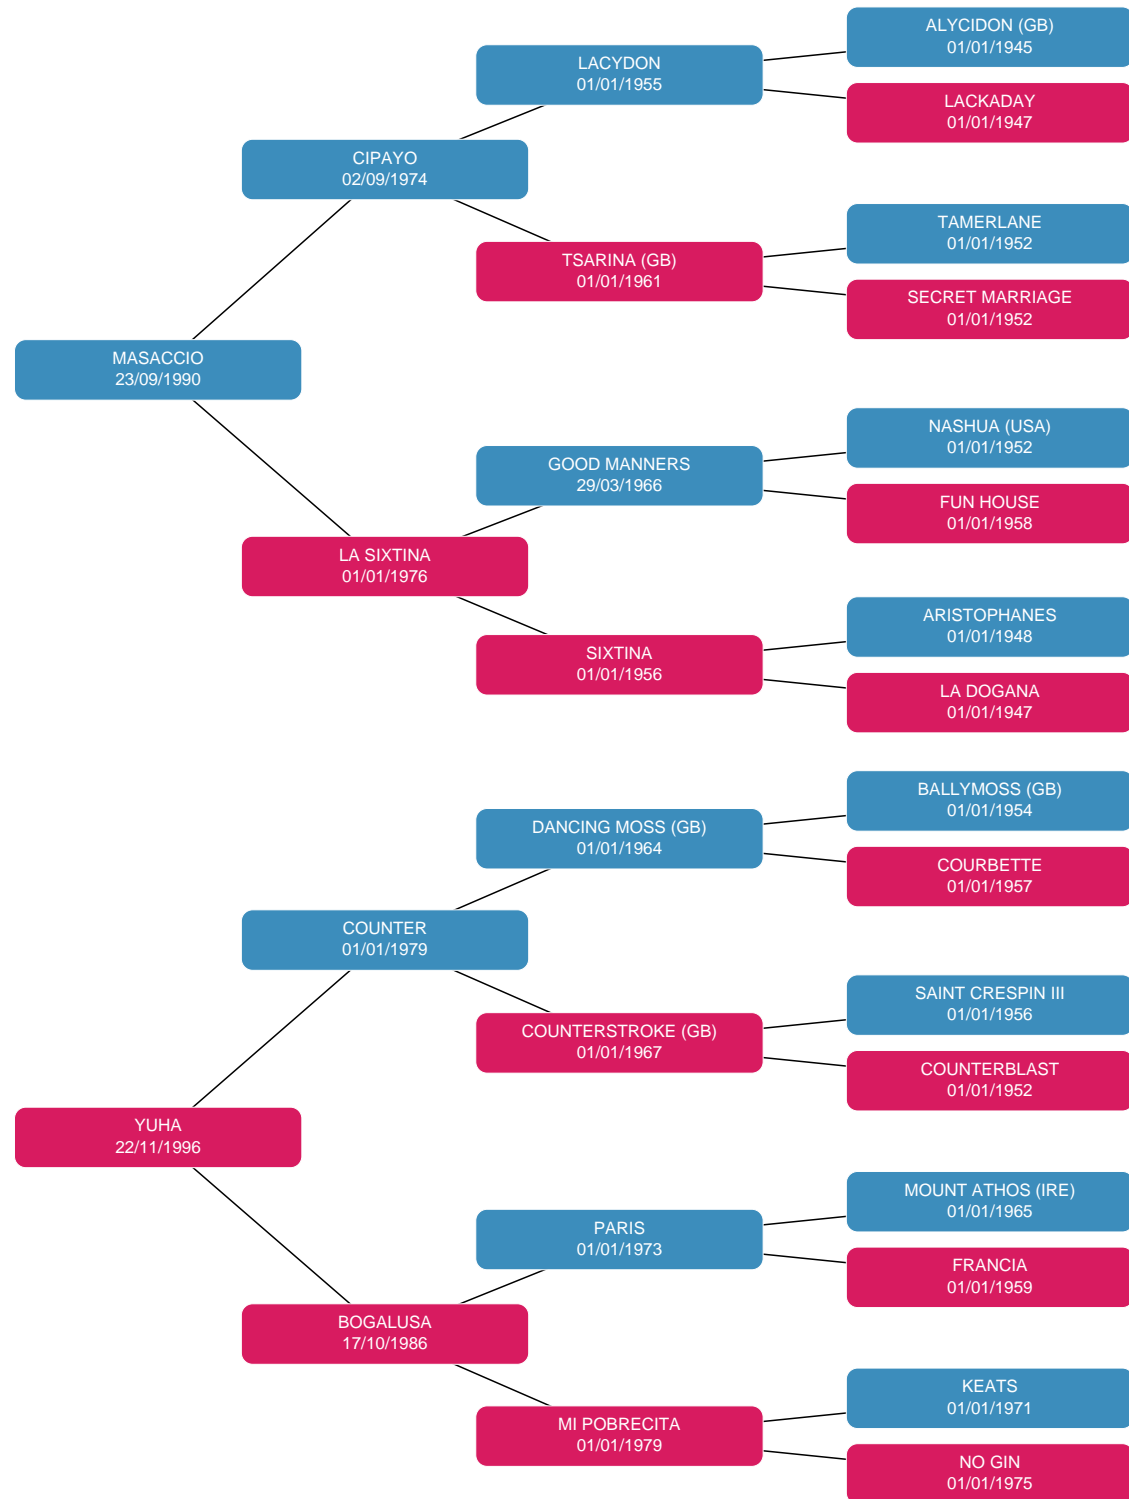 ALYCIDON (GB)
01/01/1945
LACYDON
01/01/1955
LACKADAY
01/01/1947
CIPAYO
02/09/1974
TAMERLANE
01/01/1952
TSARINA (GB)
01/01/1961
SECRET MARRIAGE
01/01/1952
MASACCIO
23/09/1990
NASHUA (USA)
01/01/1952
GOOD MANNERS
29/03/1966
FUN HOUSE
01/01/1958
LA SIXTINA
01/01/1976
ARISTOPHANES
01/01/1948
SIXTINA
01/01/1956
LA DOGANA
01/01/1947
BALLYMOSS (GB)
01/01/1954
DANCING MOSS (GB)
01/01/1964
COURBETTE
01/01/1957
COUNTER
01/01/1979
SAINT CRESPIN III
01/01/1956
COUNTERSTROKE (GB)
01/01/1967
COUNTERBLAST
01/01/1952
YUHA
22/11/1996
MOUNT ATHOS (IRE)
01/01/1965
PARIS
01/01/1973
FRANCIA
01/01/1959
BOGALUSA
17/10/1986
KEATS
01/01/1971
MI POBRECITA
01/01/1979
NO GIN
01/01/1975